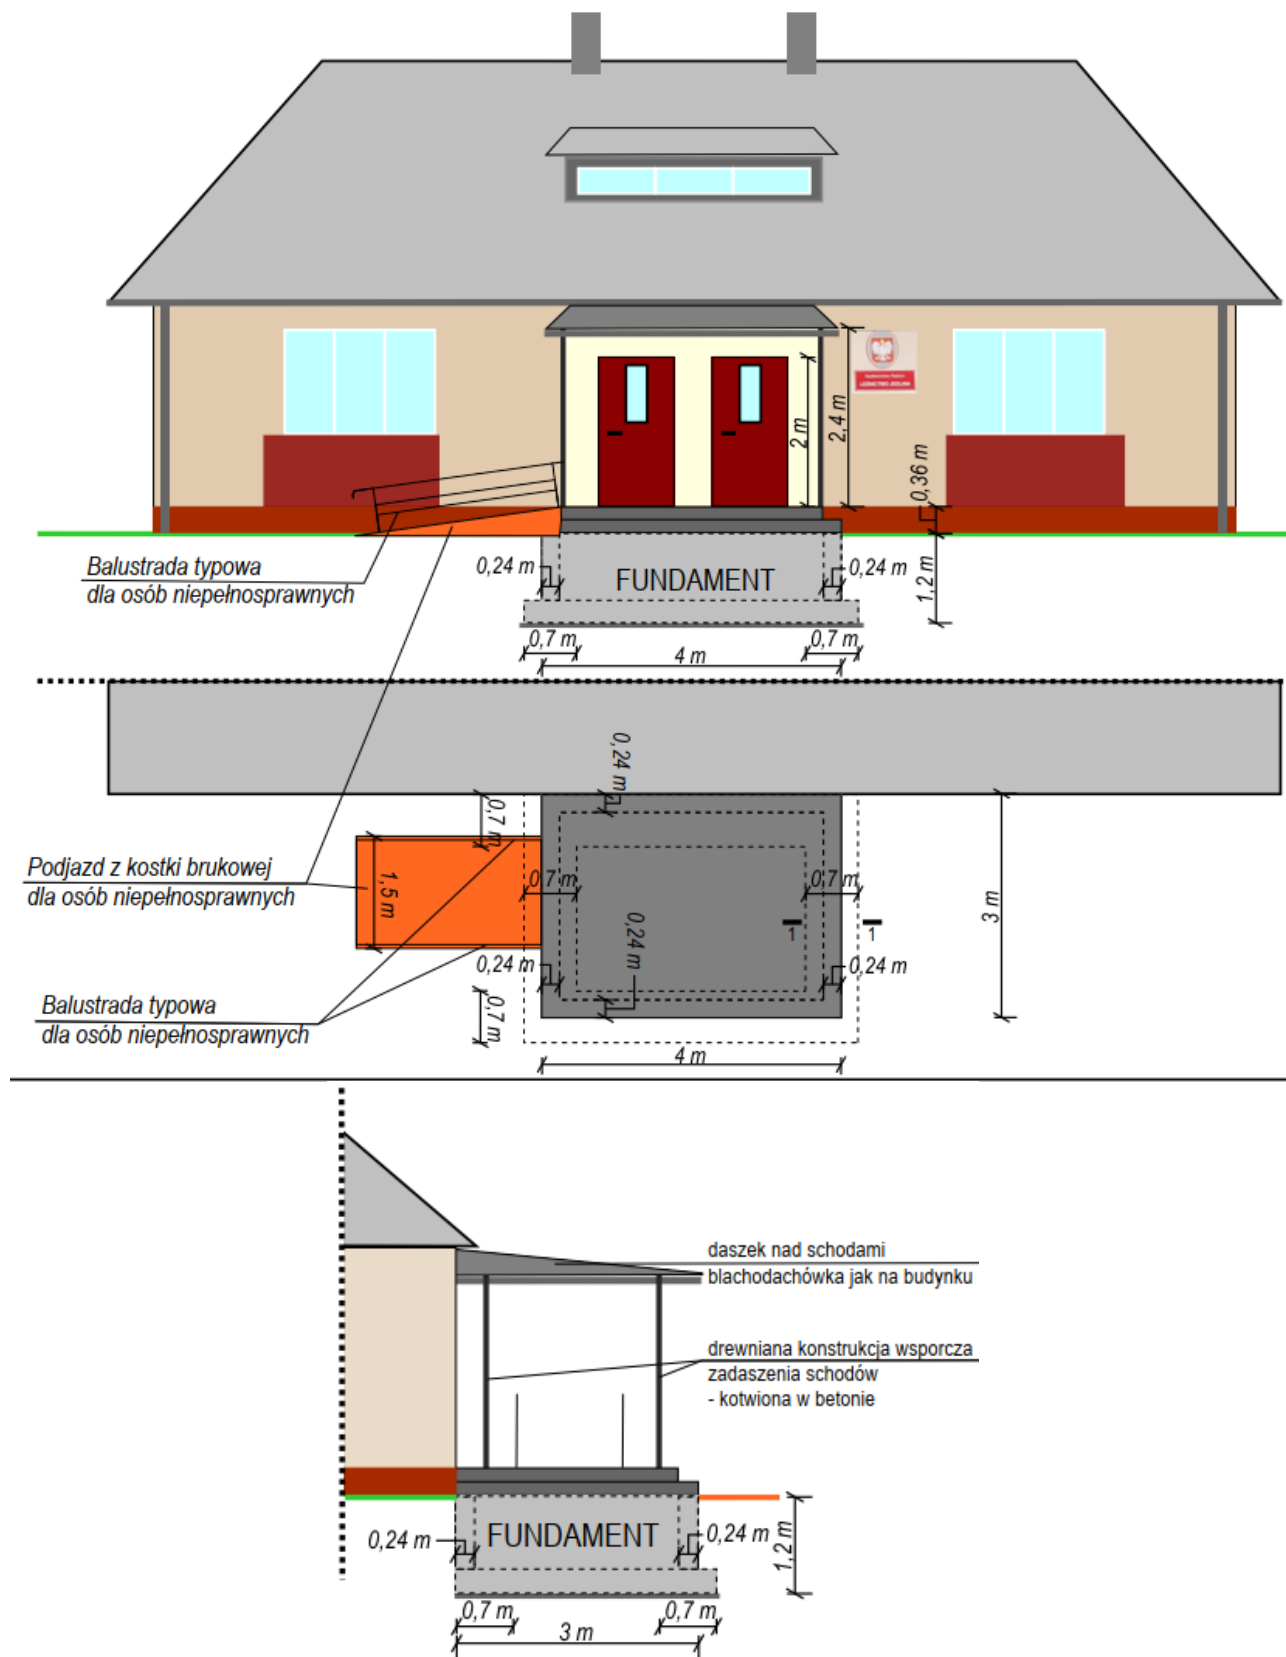 LEŚNICTWO JEDLINA
2 m
2,4 m
0,36 m
Balustrada typowa
dla osób niepełnosprawnych
0,24 m
FUNDAMENT
0,24 m
1,2 m
0,7 m
0,7 m
4 m
0,24 m
0,7 m
Podjazd z kostki brukowej
dla osób niepełnosprawnych
1,5 m
0,7 m
0,7 m
3 m
0,24 m
1
1
0,24 m
0,24 m
Balustrada typowa
dla osób niepełnosprawnych
0,7 m
4 m
daszek nad schodami
blachodachówka jak na budynku
drewniana konstrukcja wsporcza
zadaszenia schodów
- kotwiona w betonie
0,24 m
FUNDAMENT
0,24 m
1,2 m
0,7 m
0,7 m
3 m